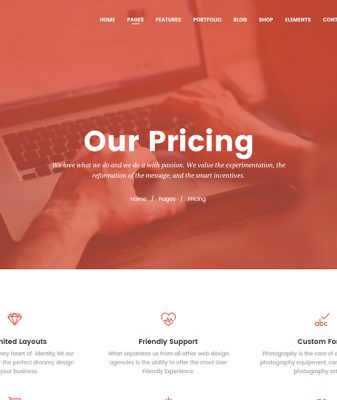 HOME PAGES FEATURES PORTFOLIO BLOG SHOP ELEMENTS CONT
Our Pricing
We love what we do and we do it with passion. We value the experimentation, the
reformation of the message, and the smart incentives.
Home / Pages / Pricing
abc
nited Layouts Friendly Support Custom Fo
very heart of identity, let our What separates us from all other web design Photography is the core of e
r the perfect dreamy design agencies is the ability to offer the most User photography equipment, ca
your business. Friendly Experience. photography ar